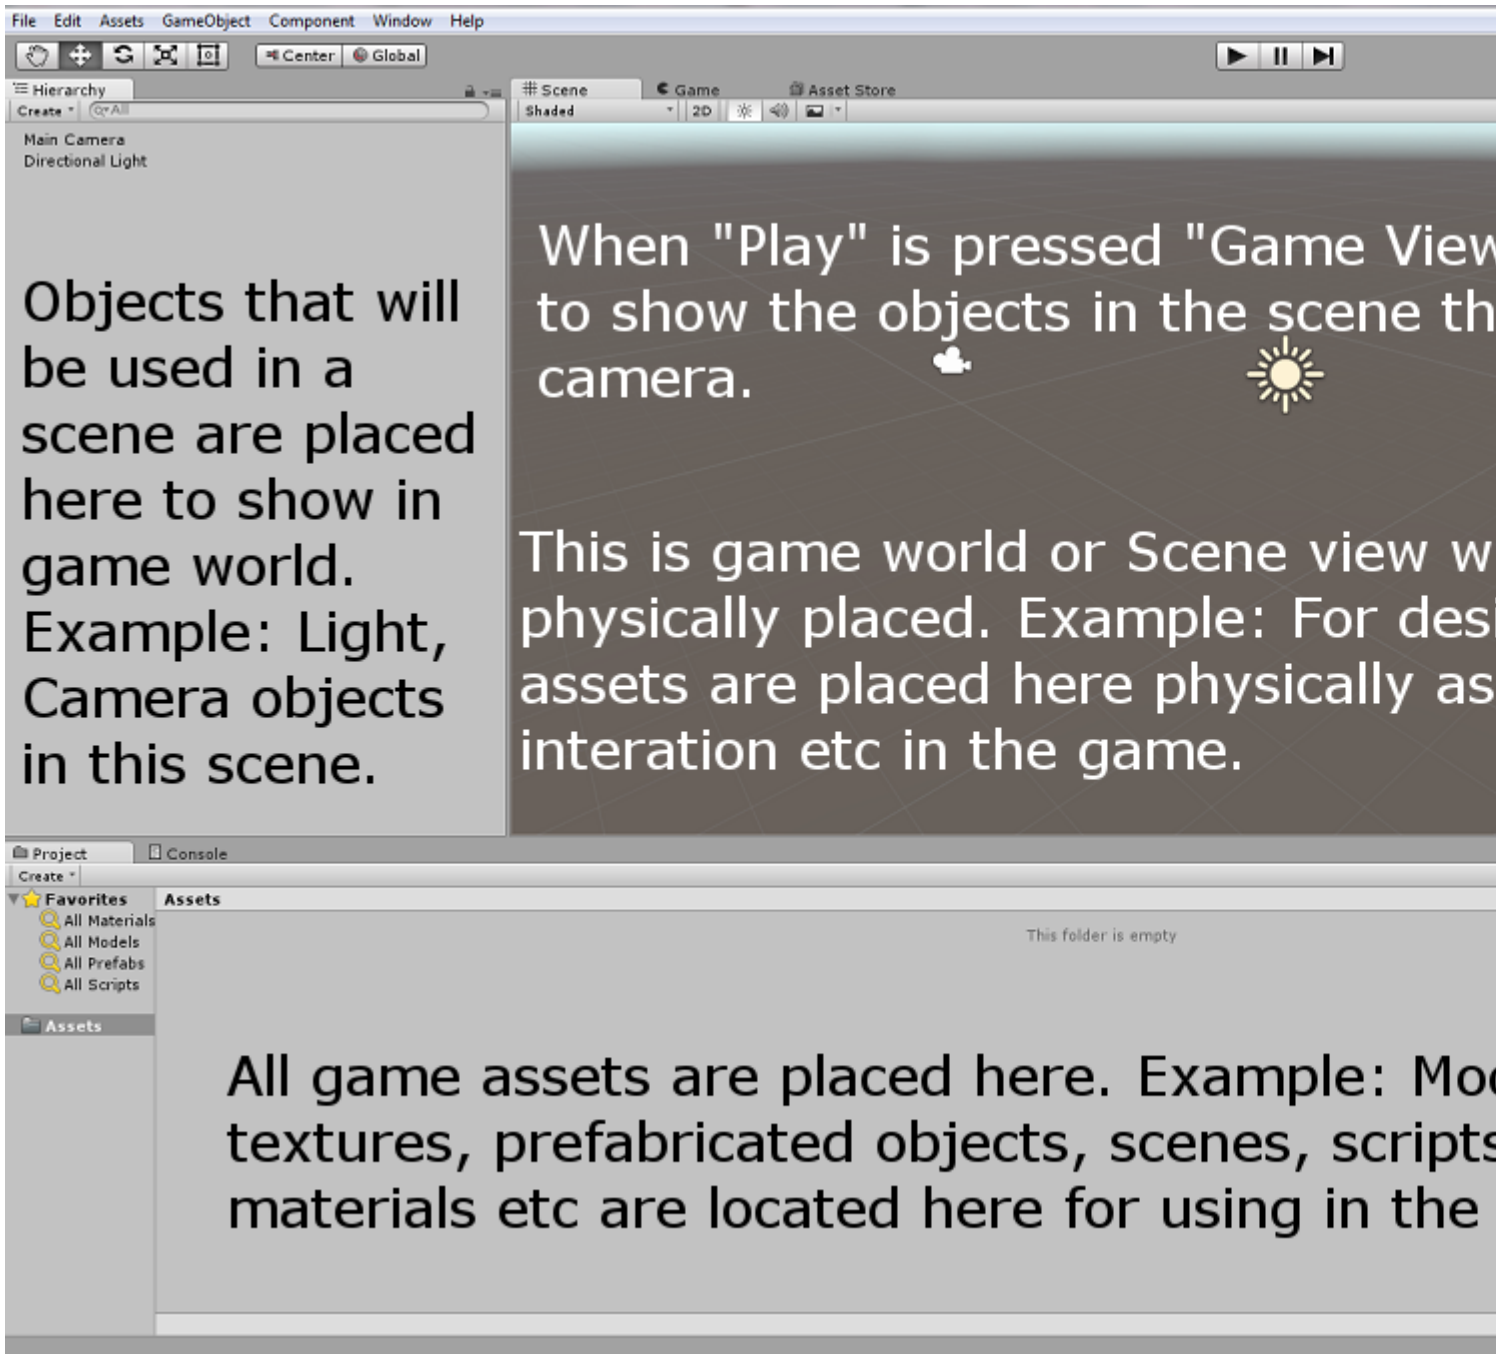 File Edit Assets GameObject Component Window Help
Center Global
Hierarchy
Create All
Main Camera
Directional Light
Objects that will
be used in a
scene are placed
here to show in
game world.
Example: Light,
Camera objects
in this scene.
Scene Game Asset Store
Shaded 2D
When "Play" is pressed "Game View
to show the objects in the scene th
camera.
This is game world or Scene view w
physically placed. Example: For desi
assets are placed here physically as
interation etc in the game.
Project Console
Create
Favorites
All Materials
All Models
All Prefabs
All Scripts
Assets
Assets
This folder is empty
All game assets are placed here. Example: Mod
textures, prefabricated objects, scenes, scripts
materials etc are located here for using in the